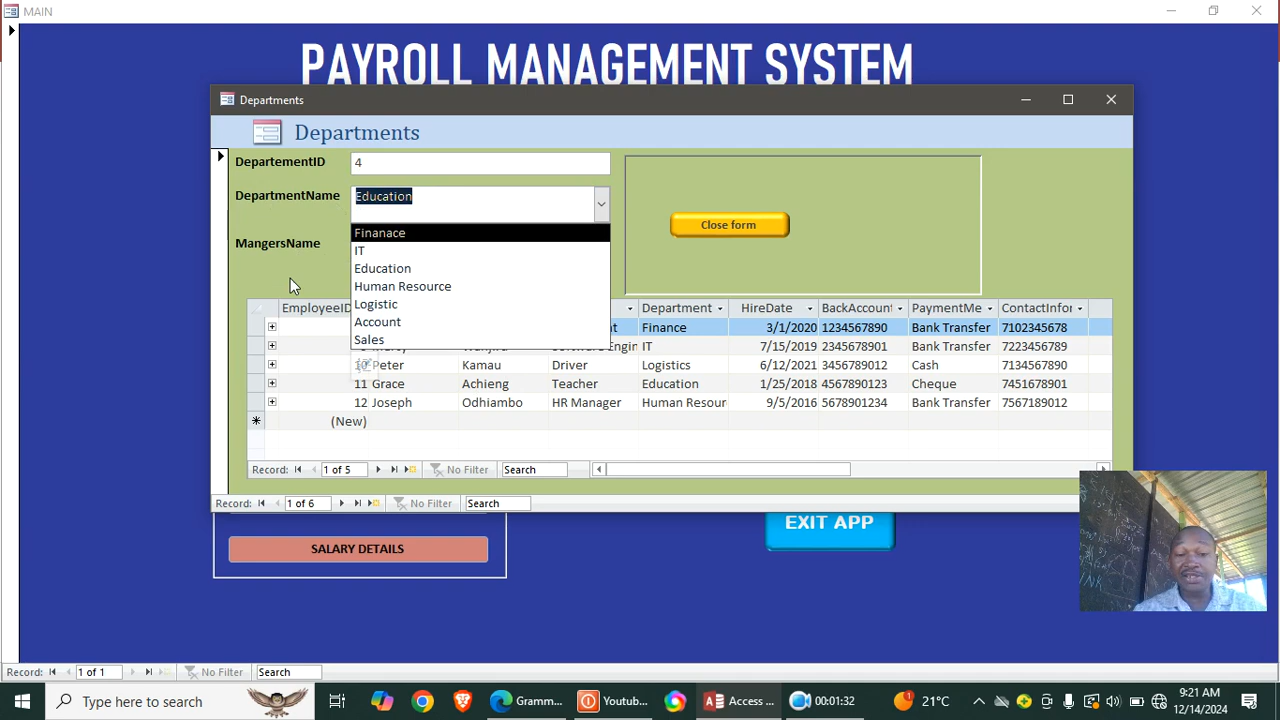 MAIN
PAYROLL MANAGEMENT SYSTEM
Departments
Departments
DepartementID 4
DepartmentName Education
Close form
Finanace
MangersName
IT
Education
Human Resource
Logistic
Account
Sales
EmployeeID Department HireDate BackAccount PaymentMe ContactInfor
Finance 3/1/2020 1234567890 Bank Transfer 7102345678
IT 7/15/2019 2345678901 Bank Transfer 7223456789
10 Peter Kamau Driver Logistics 6/12/2021 3456789012 Cash 7134567890
11 Grace Achieng Teacher Education 1/25/2018 4567890123 Cheque 7451678901
12 Joseph Odhiambo HR Manager Human Resour 9/5/2016 5678901234 Bank Transfer 7567189012
(New)
Record: 1 of 5 No Filter Search
Record: 1 of 6 No Filter Search
EXIT APP
SALARY DETAILS
Record: 1 of 1 No Filter Search
Type here to search Gramm... Youtub... Access ... 00:01:32 1 21°C 9:21 AM
12/14/2024